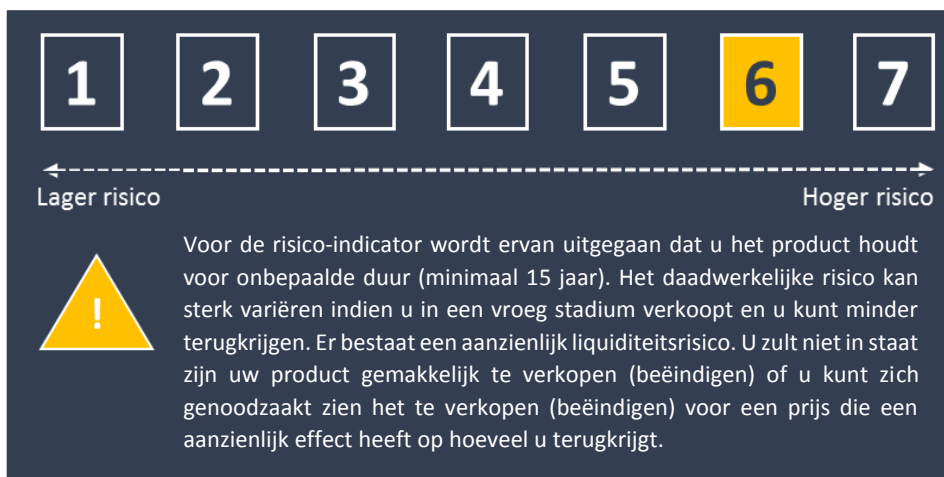 1 2 3 4 5 6 7
Lager risico Hoger risico
!
Voor de risico-indicator wordt ervan uitgegaan dat u het product houdt
voor onbepaalde duur (minimaal 15 jaar). Het daadwerkelijke risico kan
sterk variëren indien u in een vroeg stadium verkoopt en u kunt minder
terugkrijgen. Er bestaat een aanzienlijk liquiditeitsrisico. U zult niet in staat
zijn uw product gemakkelijk te verkopen (beëindigen) of u kunt zich
genoodzaakt zien het te verkopen (beëindigen) voor een prijs die een
aanzienlijk effect heeft op hoeveel u terugkrijgt.